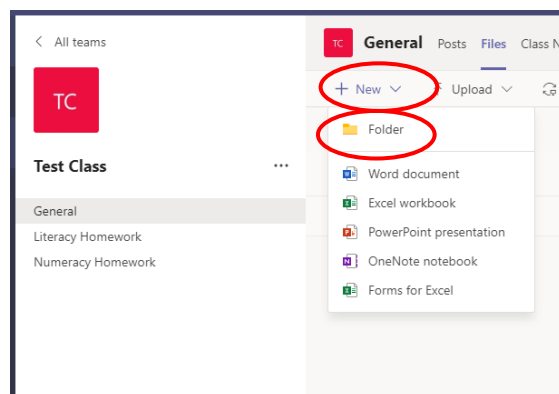 All teams
TC
Test Class
General
Literacy Homework
Numeracy Homework
TC General Posts Files Class N
New Upload
Folder
Word document
Excel workbook
PowerPoint presentation
OneNote notebook
Forms for Excel